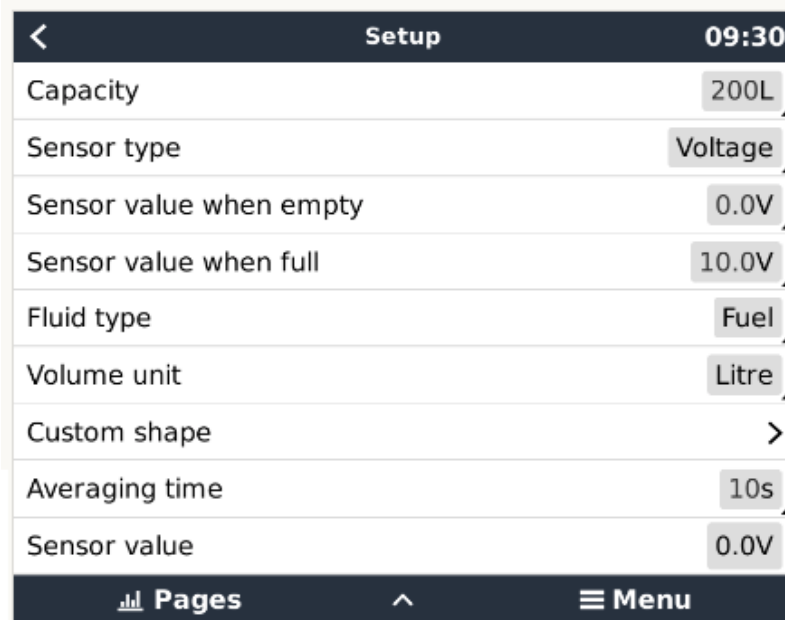 Setup 09:30
Capacity 200L
Sensor type Voltage
Sensor value when empty 0.0V
Sensor value when full 10.0V
Fluid type Fuel
Volume unit Litre
Custom shape
Averaging time 10s
Sensor value 0.0V
Pages Menu